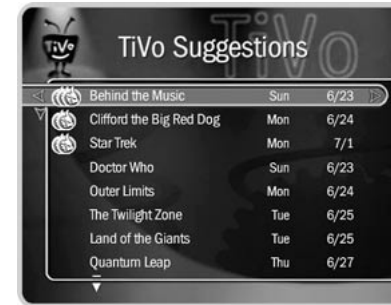 TiVo
TiVo Suggestions
TiVo
Behind the Music Sun 6/23
Clifford the Big Red Dog Mon 6/24
Star Trek Mon 7/1
Doctor Who Sun 6/23
Outer Limits Mon 6/24
The Twilight Zone Tue 6/25
Land of the Giants Tue 6/25
Quantum Leap Thu 6/27